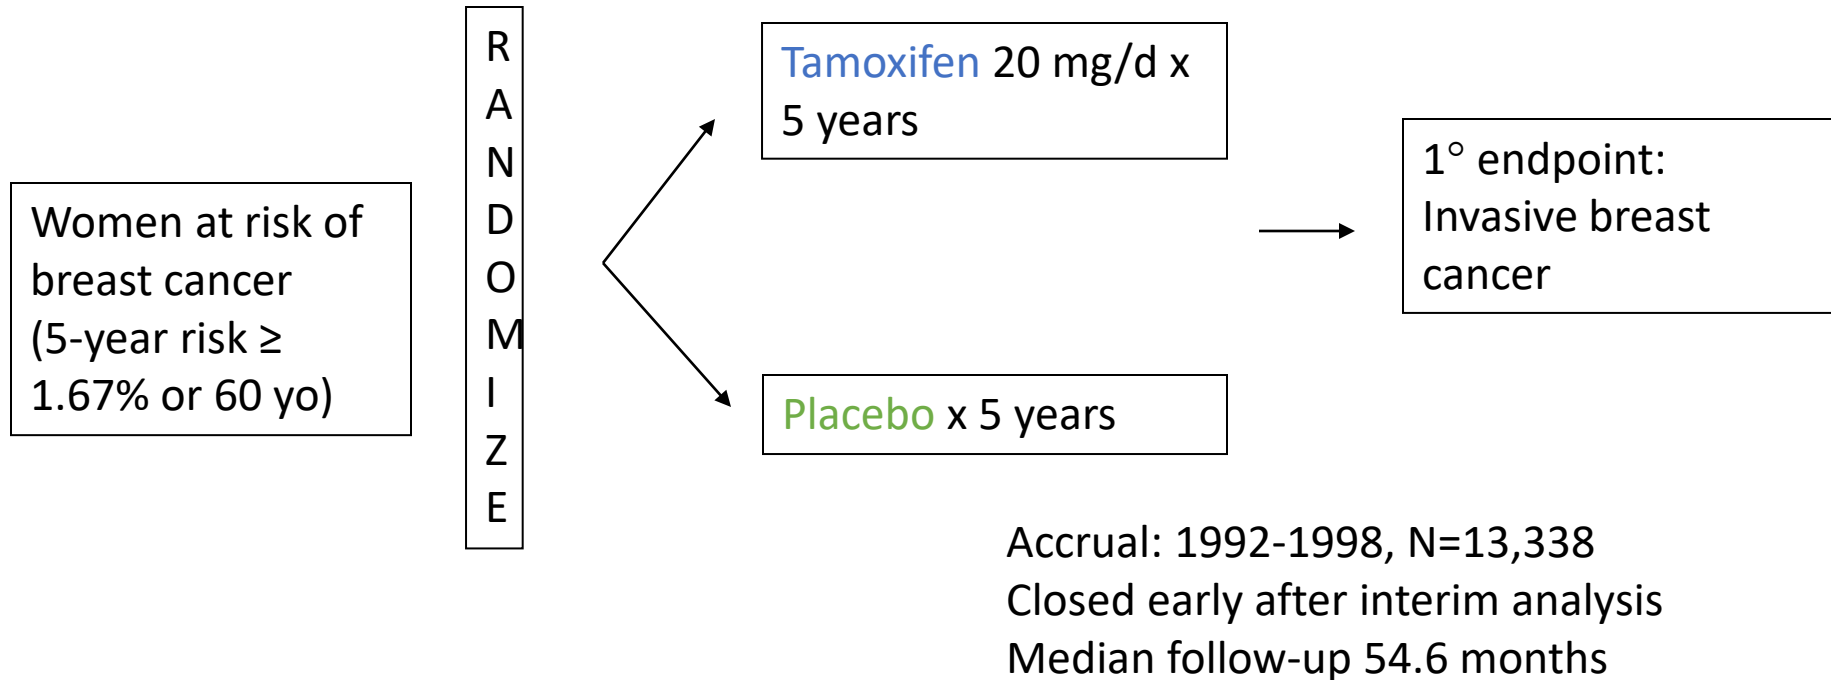 Women at risk of
breast cancer
(5-year risk ≥
1.67% or 60 yo)
R
A
N
D
O
M
I
Z
E
Tamoxifen 20 mg/d x
5 years
Placebo x 5 years
1° endpoint:
Invasive breast
cancer
Accrual: 1992-1998, N=13,338
Closed early after interim analysis
Median follow-up 54.6 months